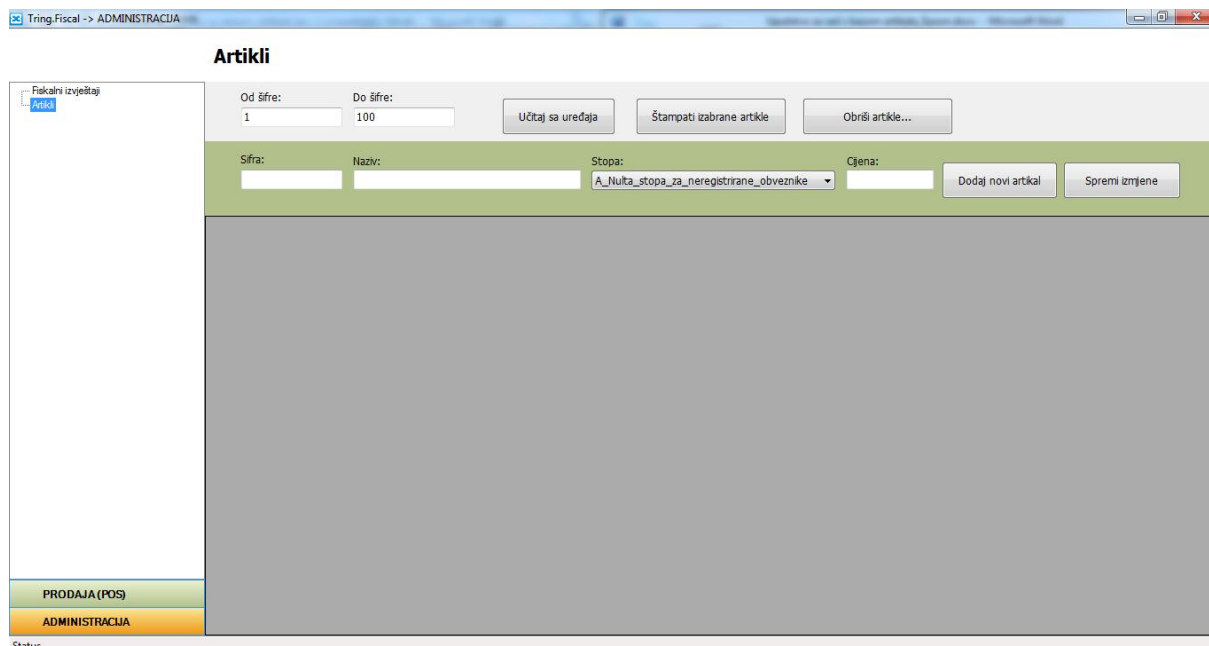 Tring.Fiscal -> ADMINISTRACIJA
Artikli
Fiskalni izvještaji
Artikli
Od šifre:
Do šifre:
1
100
Učitaj sa uređaja
Štampati izabrane artikle
Obriši artikle...
Sifra:
Naziv:
Stopa:
Cijena:
A_Nulta_stopa_za_neregistrirane_obveznike
Dodaj novi artikal
Spremi izmjene
PRODAJA (POS)
ADMINISTRACIJA
Status